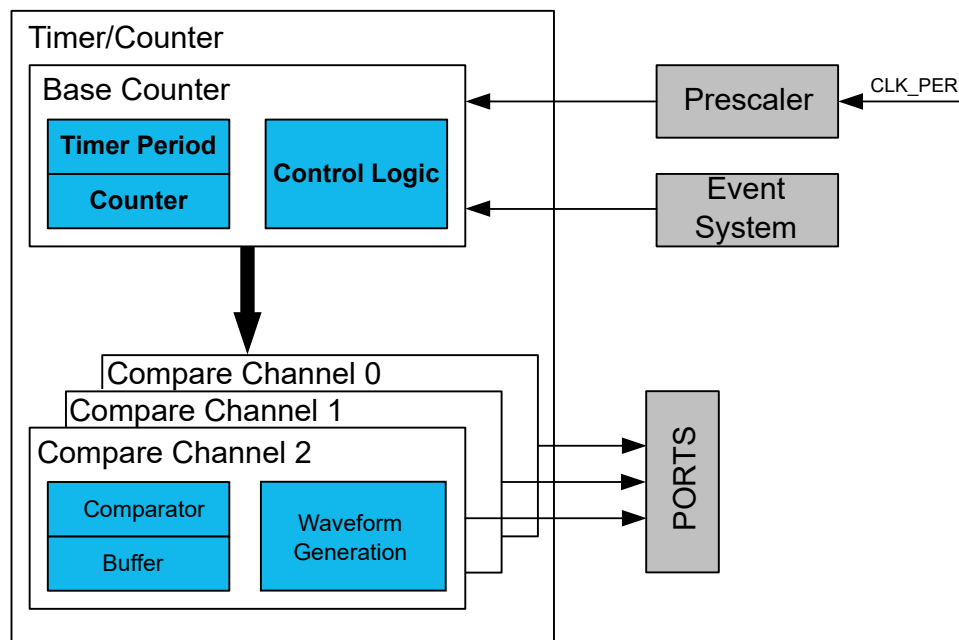 Timer/Counter
Base Counter
Timer Period
Counter
Control Logic
Prescaler
CLK_PER
Event
System
Compare Channel 0
Compare Channel 1
Compare Channel 2
Comparator
Buffer
Waveform
Generation
PORTS